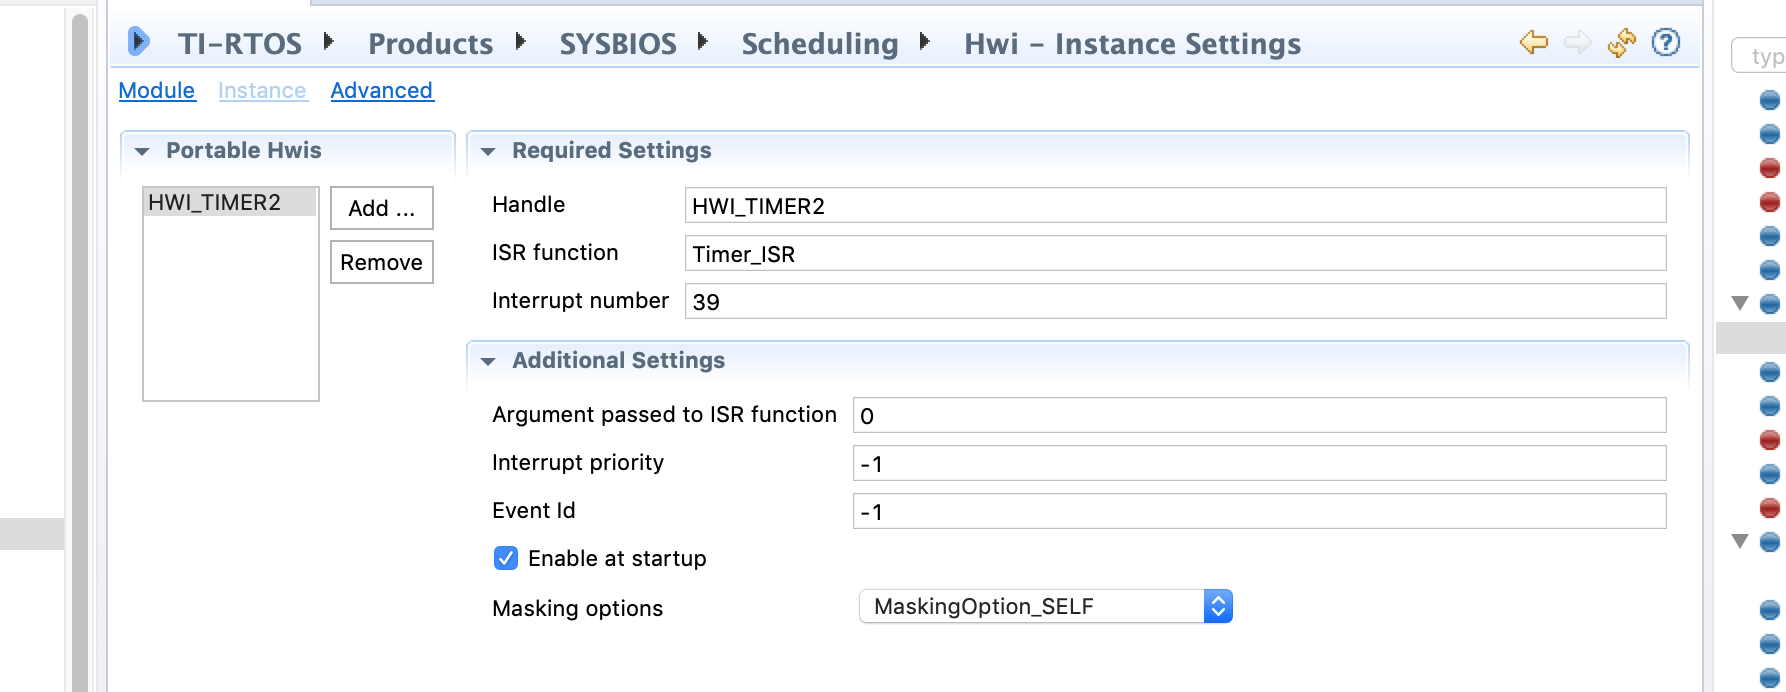 TI-RTOS Products SYSBIOS Scheduling Hwi - Instance Settings
Module Instance Advanced
Portable Hwis
HWI_TIMER2
Add ...
Remove
Required Settings
Handle HWI_TIMER2
ISR function Timer_ISR
Interrupt number 39
Additional Settings
Argument passed to ISR function 0
Interrupt priority -1
Event Id -1
Enable at startup
Masking options MaskingOption_SELF
typ